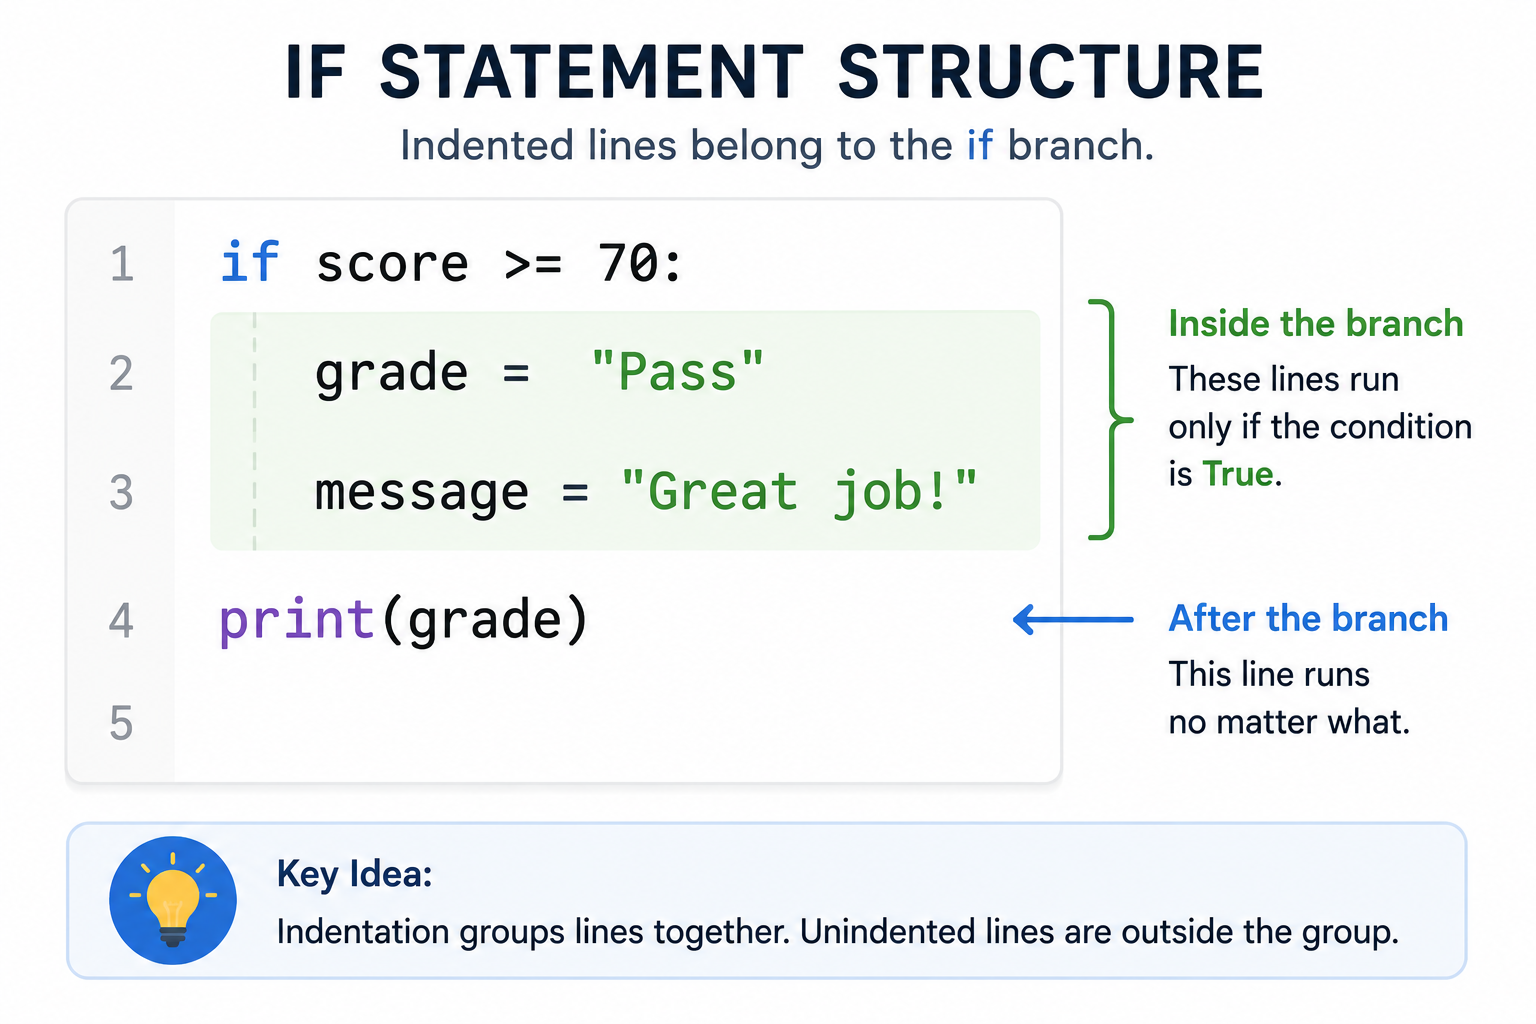 IF STATEMENT STRUCTURE
Indented lines belong to the if branch.
1 if score >= 70:
2 grade = "Pass"
3 message = "Great job!"
4 print(grade)
5
Inside the branch
These lines run
only if the condition
is True.
After the branch
This line runs
no matter what.
Key Idea:
Indentation groups lines together. Unindented lines are outside the group.